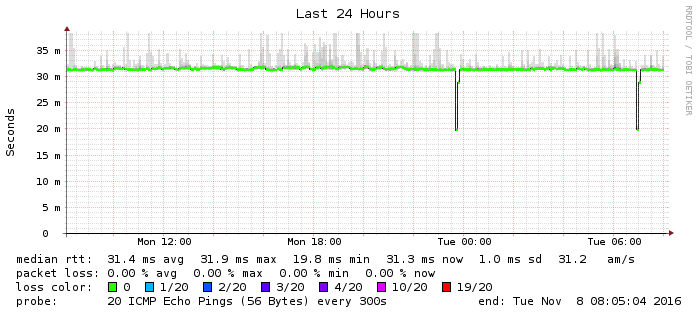 Last 24 Hours
RRDTOOL / TOBI OETIKER
Seconds
35 m
30 m
25 m
20 m
15 m
10 m
5 m
0
Mon 12:00 Mon 18:00 Tue 00:00 Tue 06:00
median rtt: 31.4 ms avg 31.9 ms max 19.8 ms min 31.3 ms now 1.0 ms sd 31.2 am/s
packet loss: 0.00 % avg 0.00 % max 0.00 % min 0.00 % now
loss color: 0 1/20 2/20 3/20 4/20 10/20 19/20
probe: 20 ICMP Echo Pings (56 Bytes) every 300s end: Tue Nov 8 08:05:04 2016